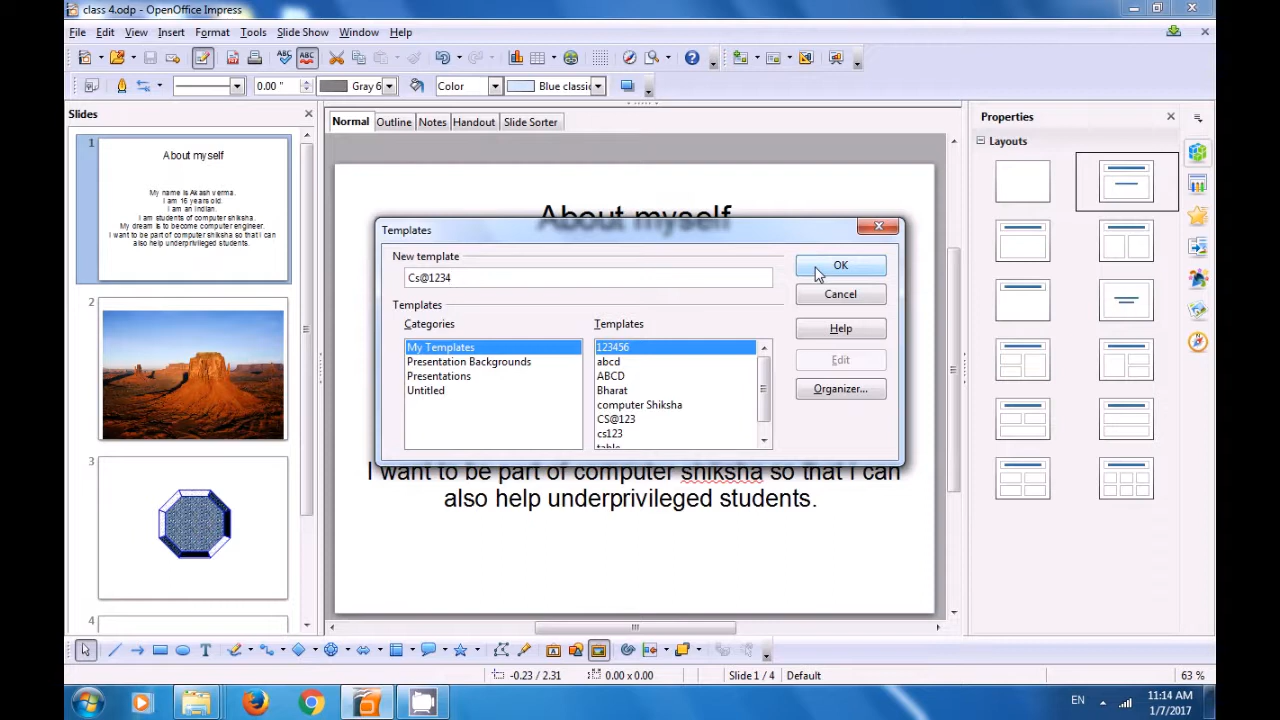 class 4.odp - OpenOffice Impress
File Edit View Insert Format Tools Slide Show Window Help
0.00 " Gray 6 Color Blue classic
Slides
Normal Outline Notes Handout Slide Sorter
Properties
Layouts
1
About myself
My name is Akash verma.
I am 16 years old.
I am an Indian.
I am students of computer shiksha.
My dream is to become computer engineer.
I want to be part of computer shiksha so that I can
also help underprivileged students.
2
3
4
About myself
Templates
New template
Cs@1234
OK
Cancel
Help
Edit
Organizer...
Templates
Categories
My Templates
Presentation Backgrounds
Presentations
Untitled
Templates
123456
abcd
ABCD
Bharat
computer Shiksha
CS@123
cs123
table
I want to be part of computer shiksha so that I can
also help underprivileged students.
-0.23 / 2.31 0.00 x 0.00 Slide 1 / 4 Default 63 %
EN 11:14 AM
1/7/2017